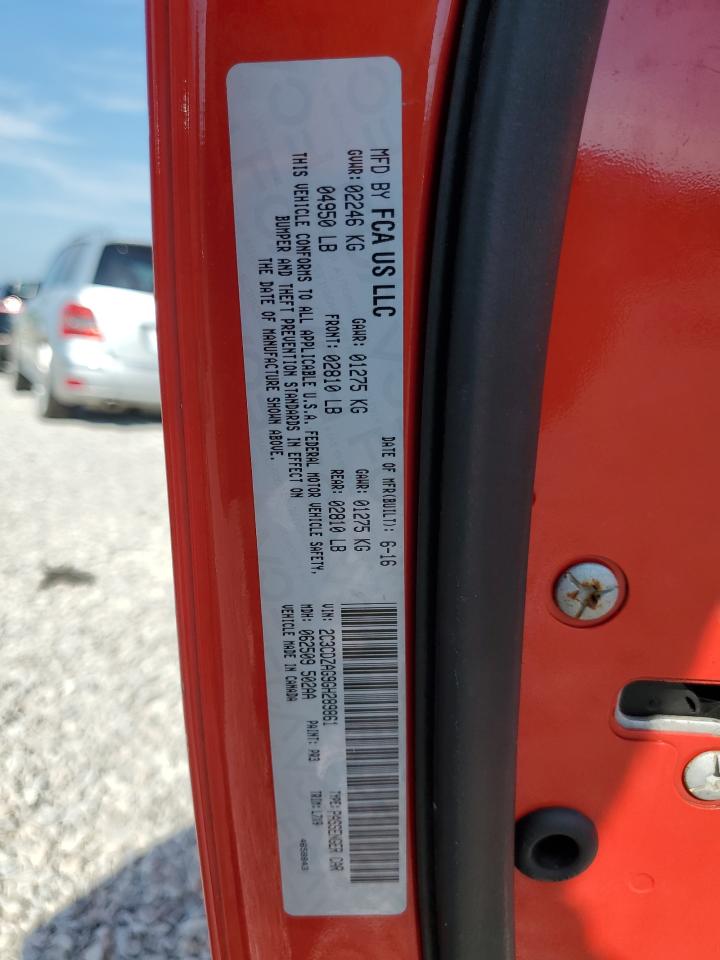 MFD BY FCA US LLC
DATE OF MFR(BUILT): 6-16
GVWR: 02246 KG
GAWR: 01275 KG
GAWR: 01275 KG
04950 LB
FRONT: 02810 LB
REAR: 02810 LB
THIS VEHICLE CONFORMS TO ALL APPLICABLE U.S.A. FEDERAL MOTOR VEHICLE SAFETY,
BUMPER AND THEFT PREVENTION STANDARDS IN EFFECT ON
THE DATE OF MANUFACTURE SHOWN ABOVE.
VIN: 2C3CDZAG9GH289861
TYPE: PASSENGER CAR
MDH: 062509 502AA
PAINT: PR3
TRIM: L7X9
VEHICLE MADE IN CANADA